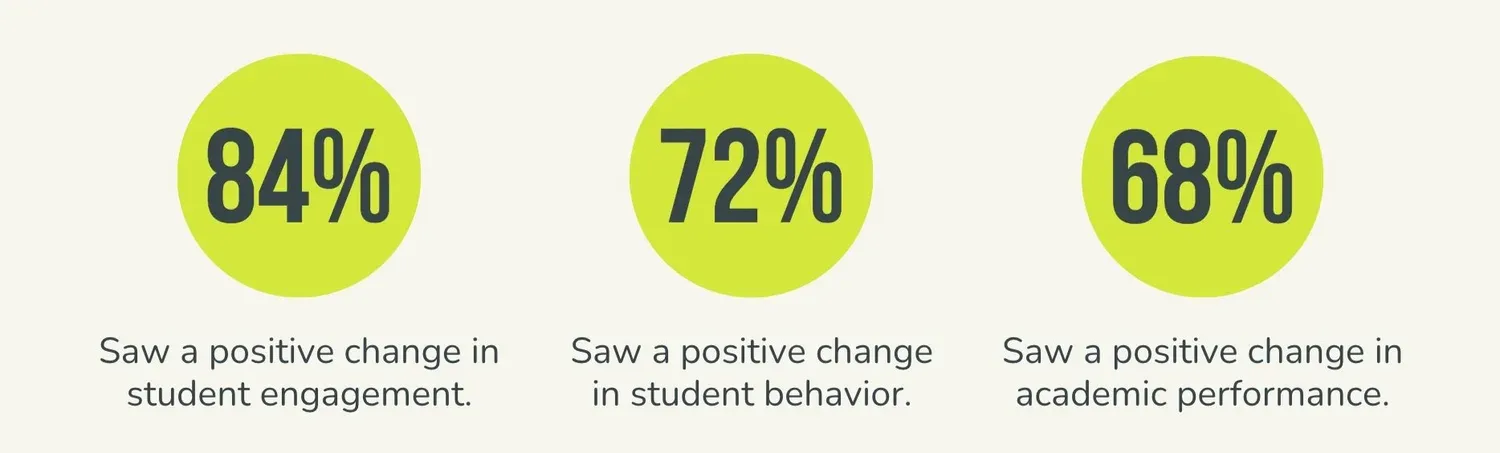 84%
Saw a positive change in
student engagement.
72%
Saw a positive change
in student behavior.
68%
Saw a positive change in
academic performance.